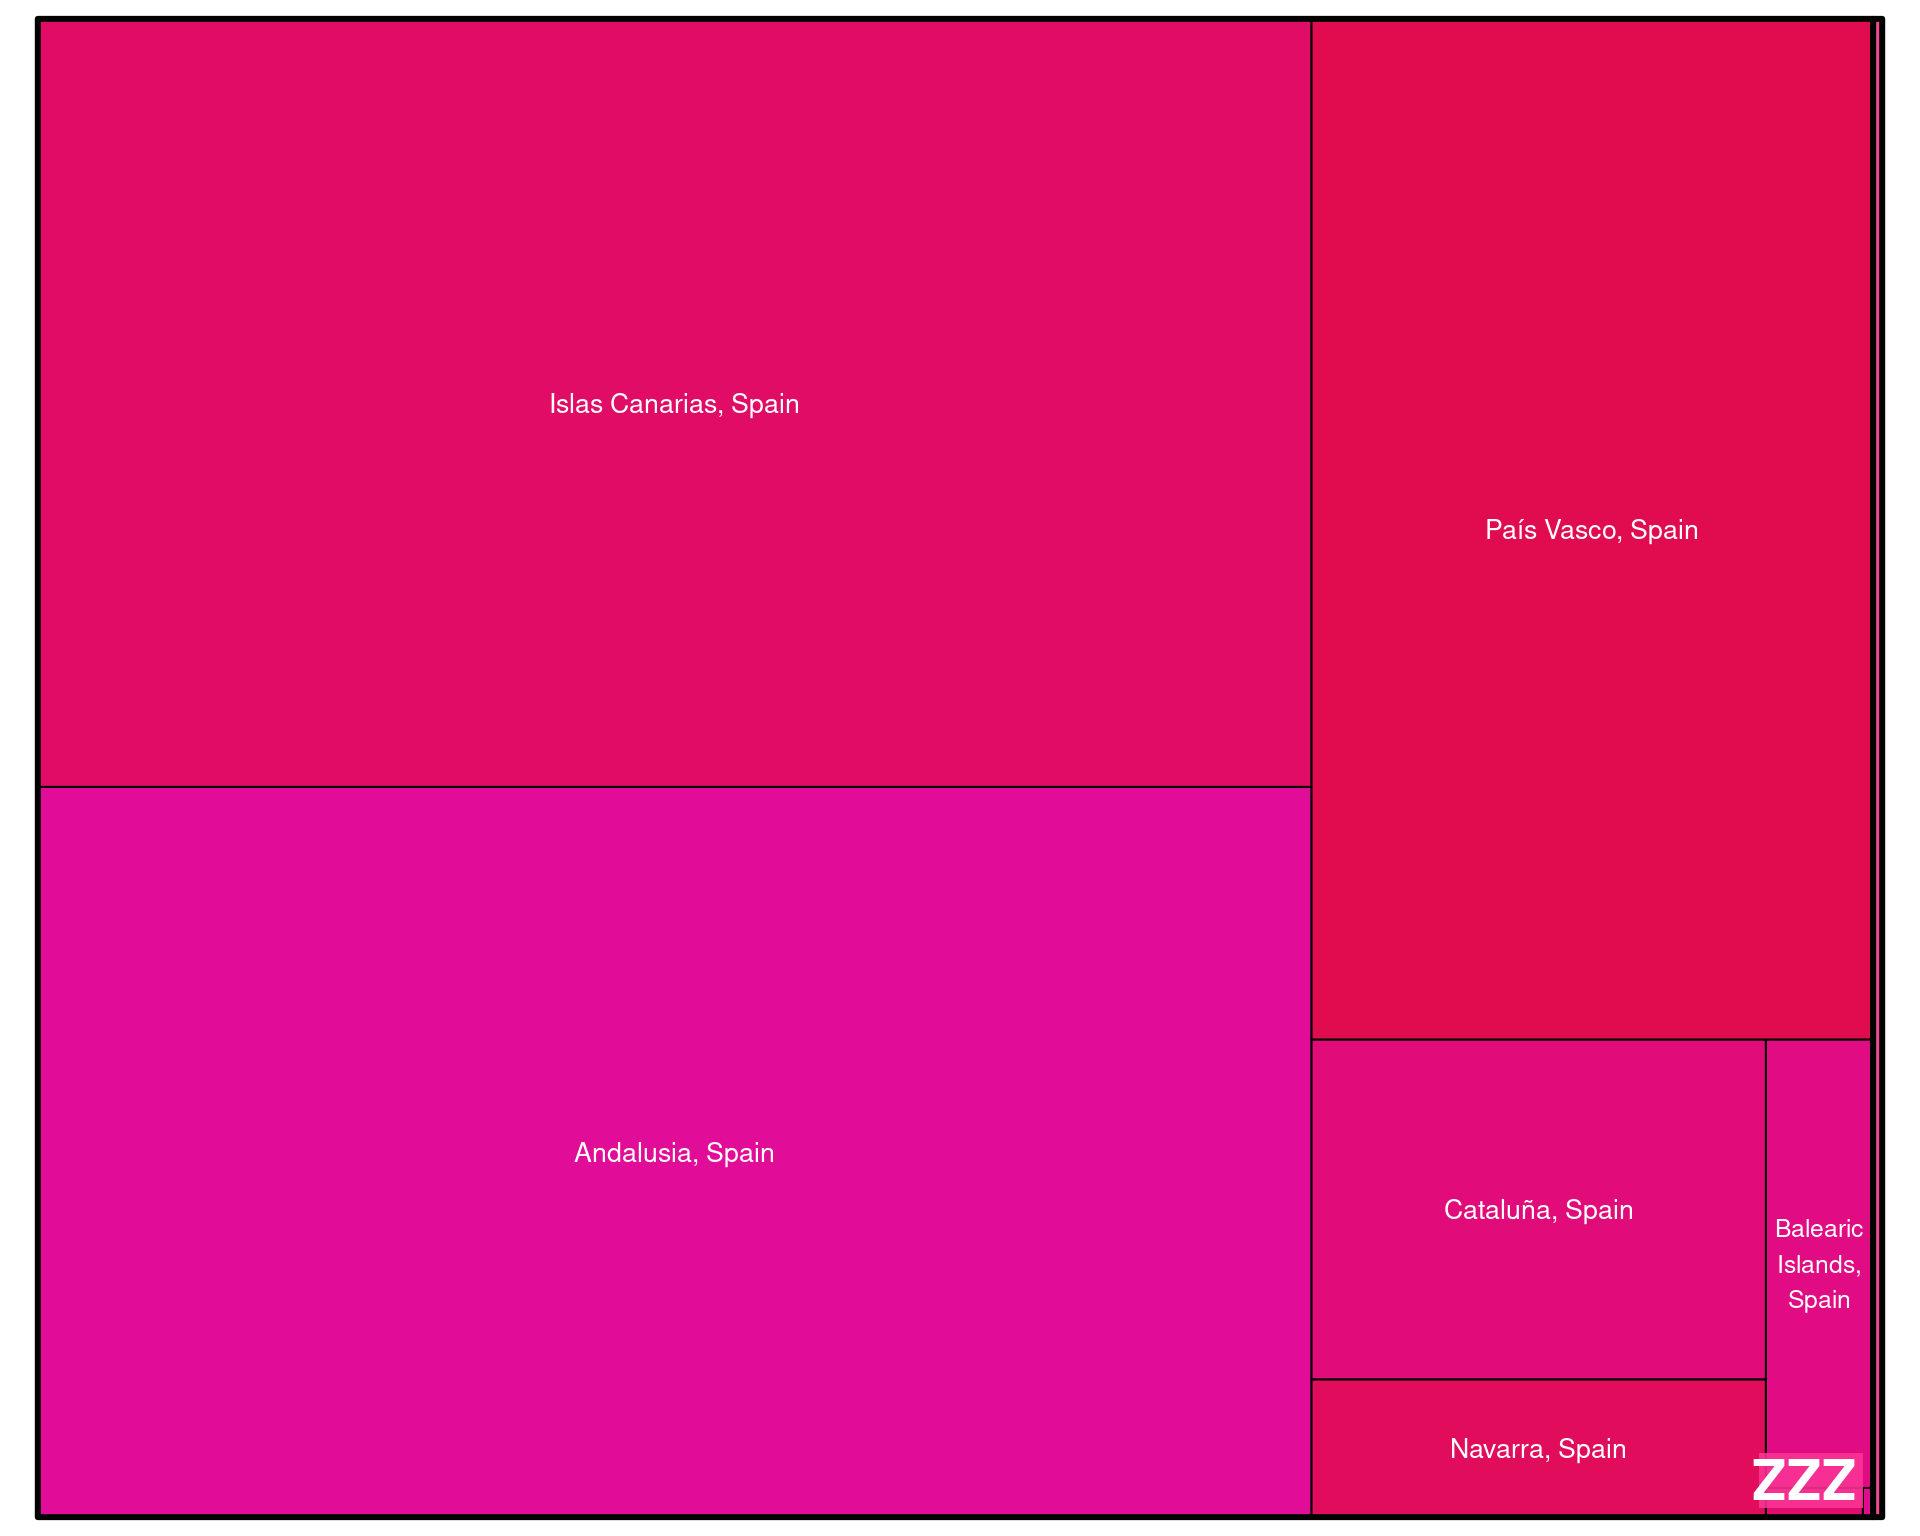 Islas Canarias, Spain
País Vasco, Spain
Andalusia, Spain
Cataluña, Spain
Balearic
Islands,
Spain
Navarra, Spain
ZZZ